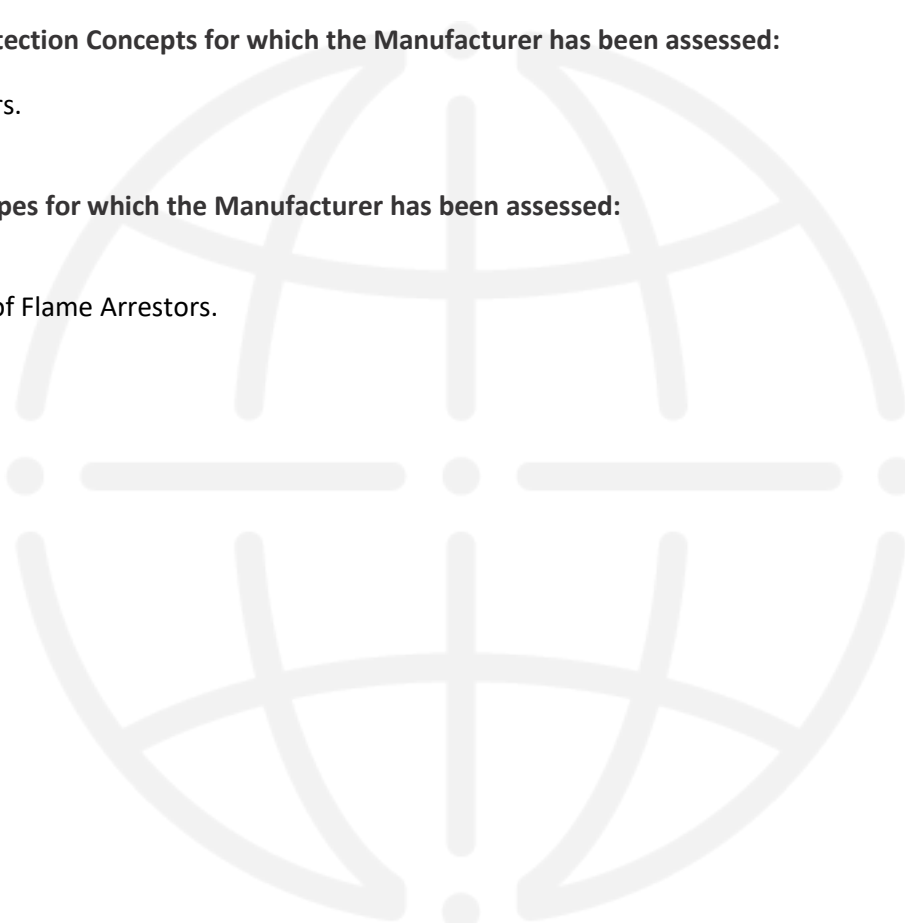 tection Concepts for which the Manufacturer has been assessed:
rs.
pes for which the Manufacturer has been assessed:
of Flame Arrestors.